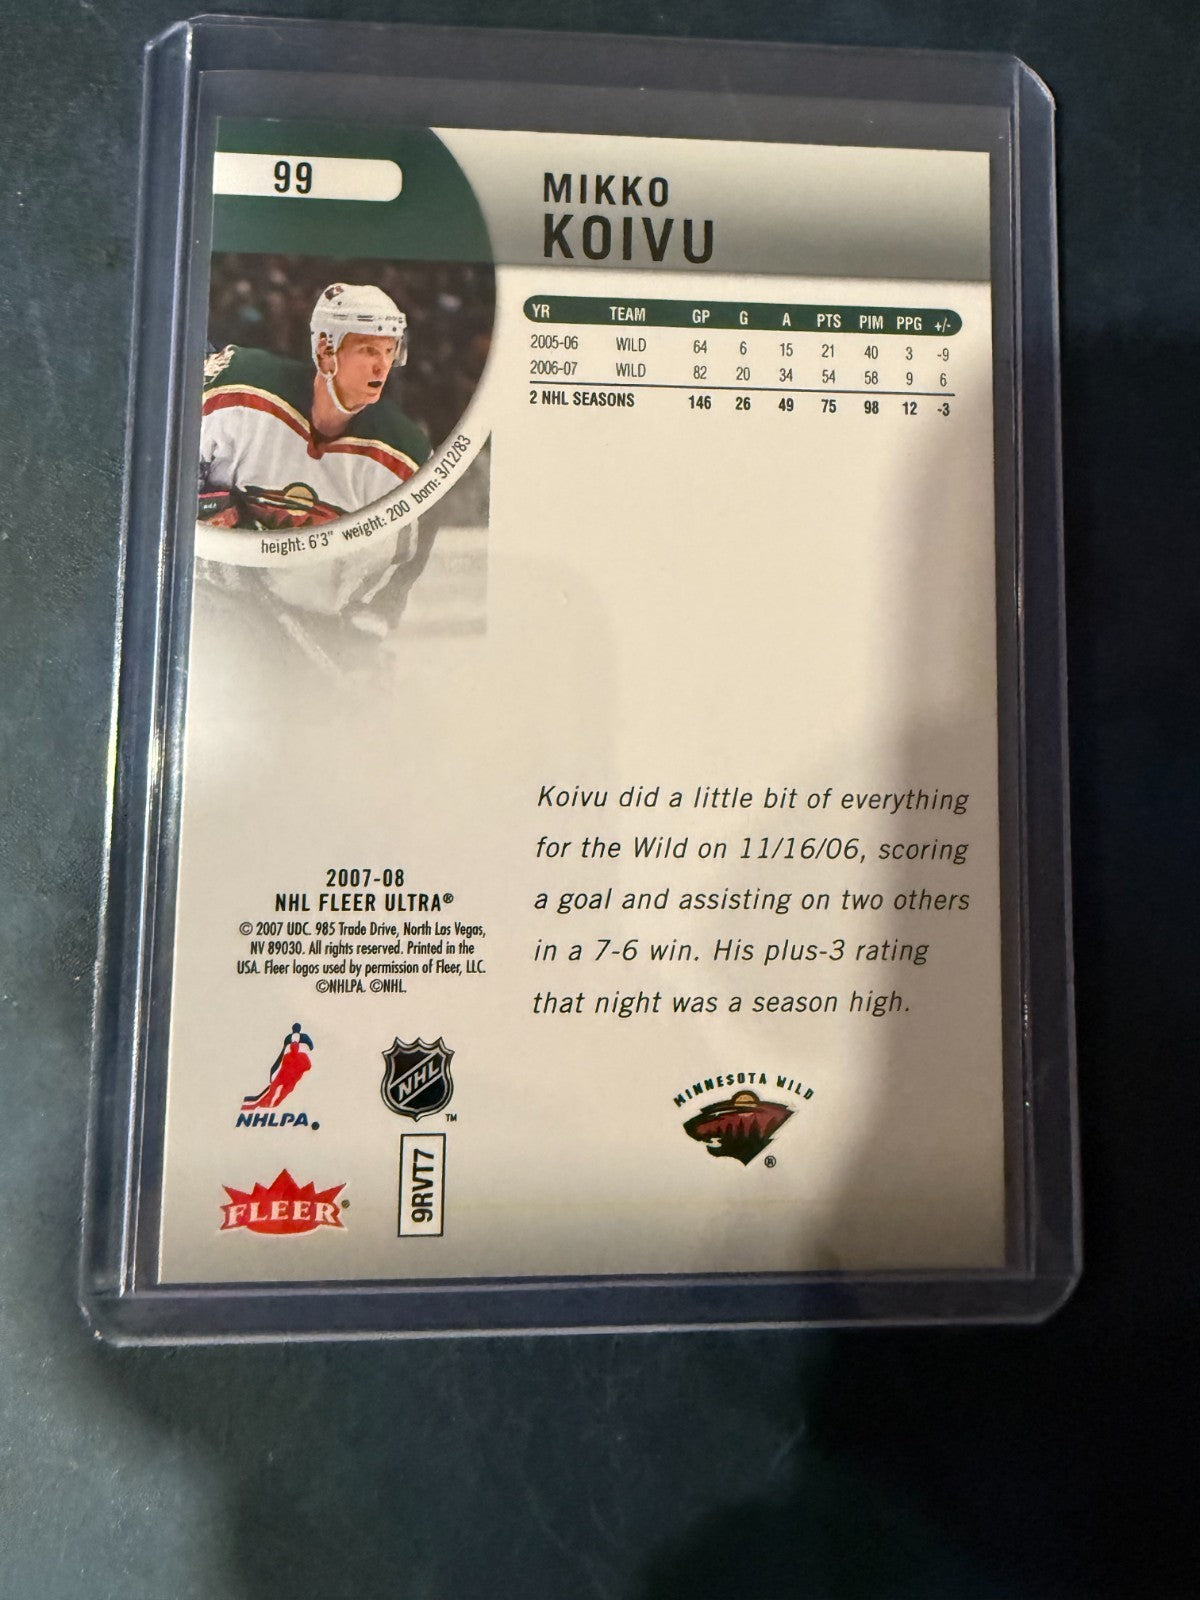 99
MIKKO
KOIVU
YR TEAM GP G A PTS PIM PPG +/-
2005-06 WILD 64 6 15 21 40 3 -9
2006-07 WILD 82 20 34 54 58 9 6
2 NHL SEASONS 146 26 49 75 98 12 -3
height: 6'3" weight: 200 born: 3/12/83
Koivu did a little bit of everything
for the Wild on 11/16/06, scoring
a goal and assisting on two others
in a 7-6 win. His plus-3 rating
that night was a season high.
2007-08
NHL FLEER ULTRA®
© 2007 UDC. 985 Trade Drive, North Las Vegas,
NV 89030. All rights reserved. Printed in the
USA. Fleer logos used by permission of Fleer, LLC.
©NHLPA. ©NHL.
NHLPA®
NHL
TM
MINNESOTA WILD
®
FLEER®
9RVT7